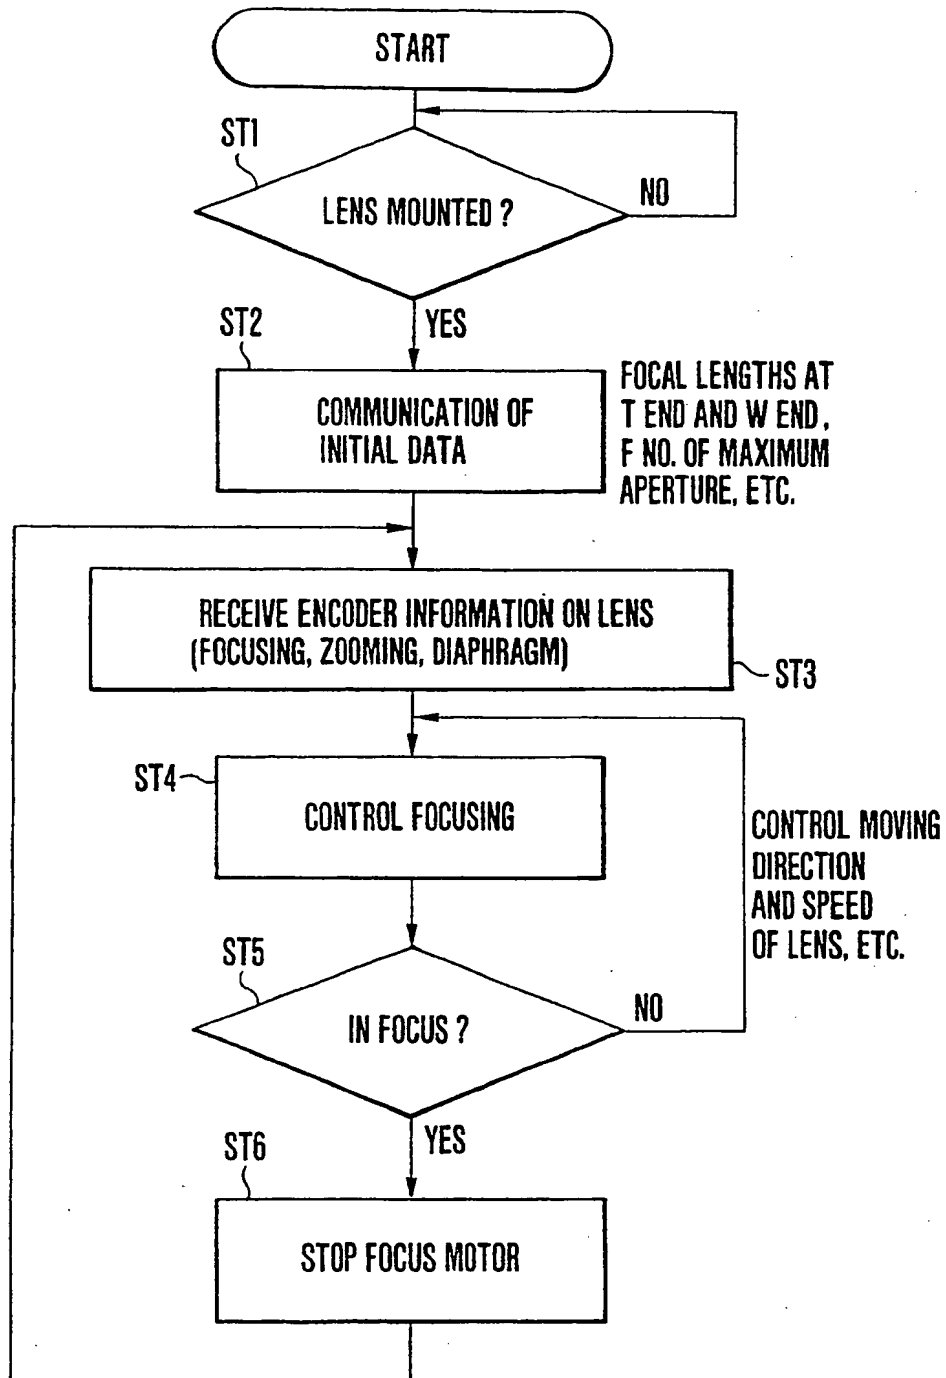 START
ST1
LENS MOUNTED ?
NO
YES
ST2
COMMUNICATION OF
INITIAL DATA
FOCAL LENGTHS AT
T END AND W END,
F NO. OF MAXIMUM
APERTURE, ETC.
RECEIVE ENCODER INFORMATION ON LENS
(FOCUSING, ZOOMING, DIAPHRAGM)
ST3
ST4
CONTROL FOCUSING
CONTROL MOVING
DIRECTION
AND SPEED
OF LENS, ETC.
ST5
IN FOCUS ?
NO
YES
ST6
STOP FOCUS MOTOR